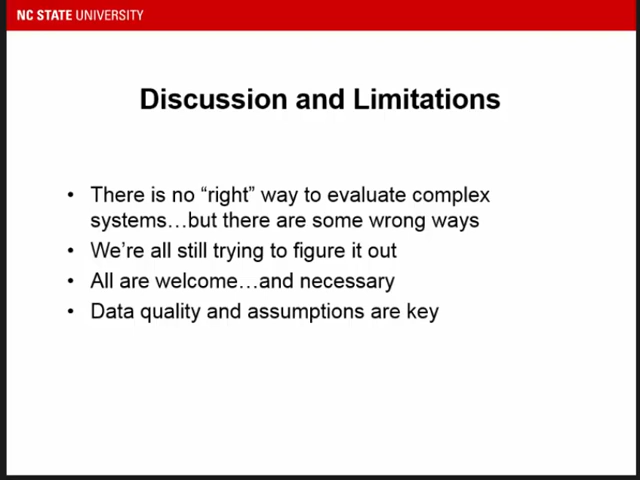 NC STATE UNIVERSITY
Discussion and Limitations
• There is no “right” way to evaluate complex
systems…but there are some wrong ways
• We’re all still trying to figure it out
• All are welcome…and necessary
• Data quality and assumptions are key